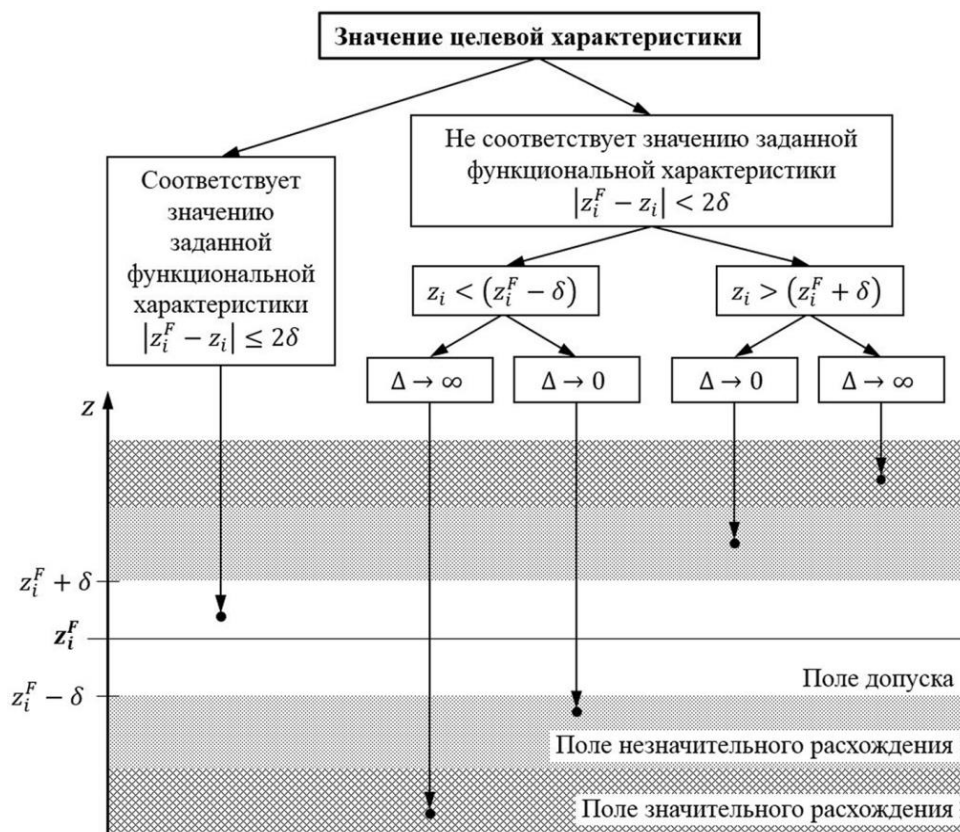 Значение целевой характеристики
Не соответствует значению заданной
функциональной характеристики
|z_i^F − z_i| < 2δ
Соответствует
значению
заданной
функциональной
характеристики
|z_i^F − z_i| ≤ 2δ
z_i < (z_i^F − δ)
z_i > (z_i^F + δ)
Δ → ∞
Δ → 0
Δ → 0
Δ → ∞
z
z_i^F + δ
z_i^F
z_i^F − δ
Поле допуска
Поле незначительного расхождения
Поле значительного расхождения